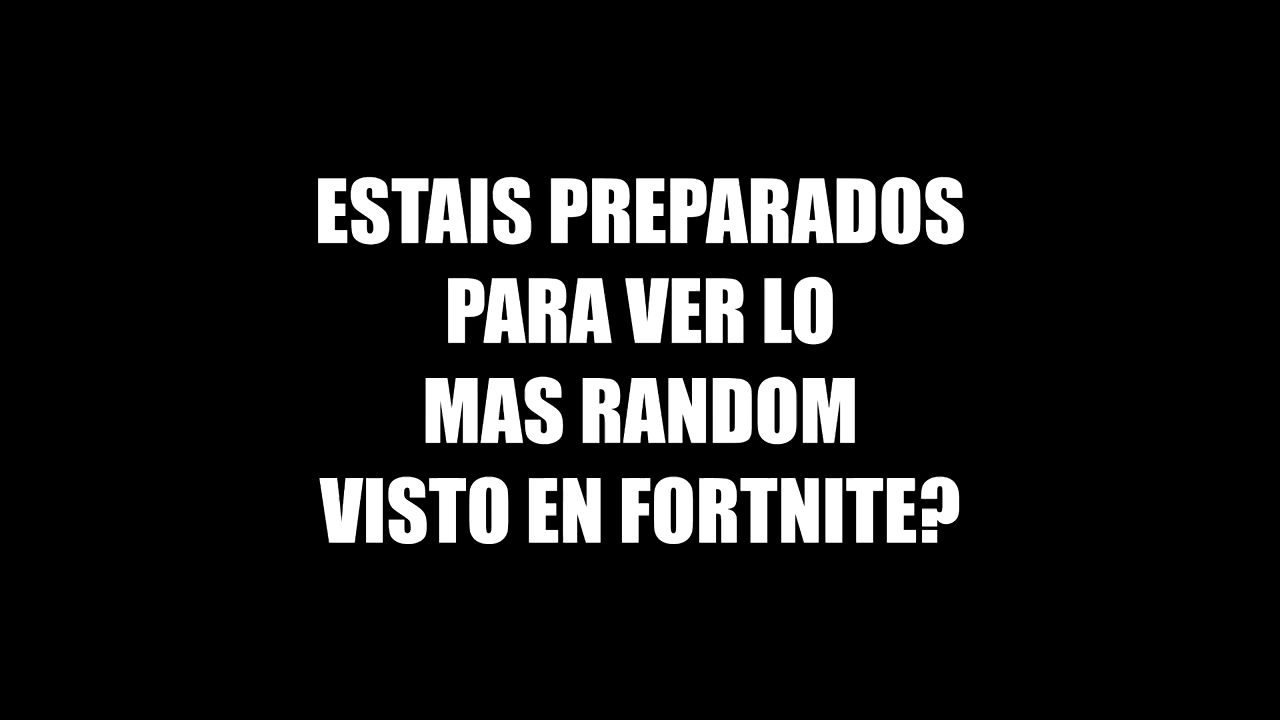 ESTAIS PREPARADOS
PARA VER LO
MAS RANDOM
VISTO EN FORTNITE?